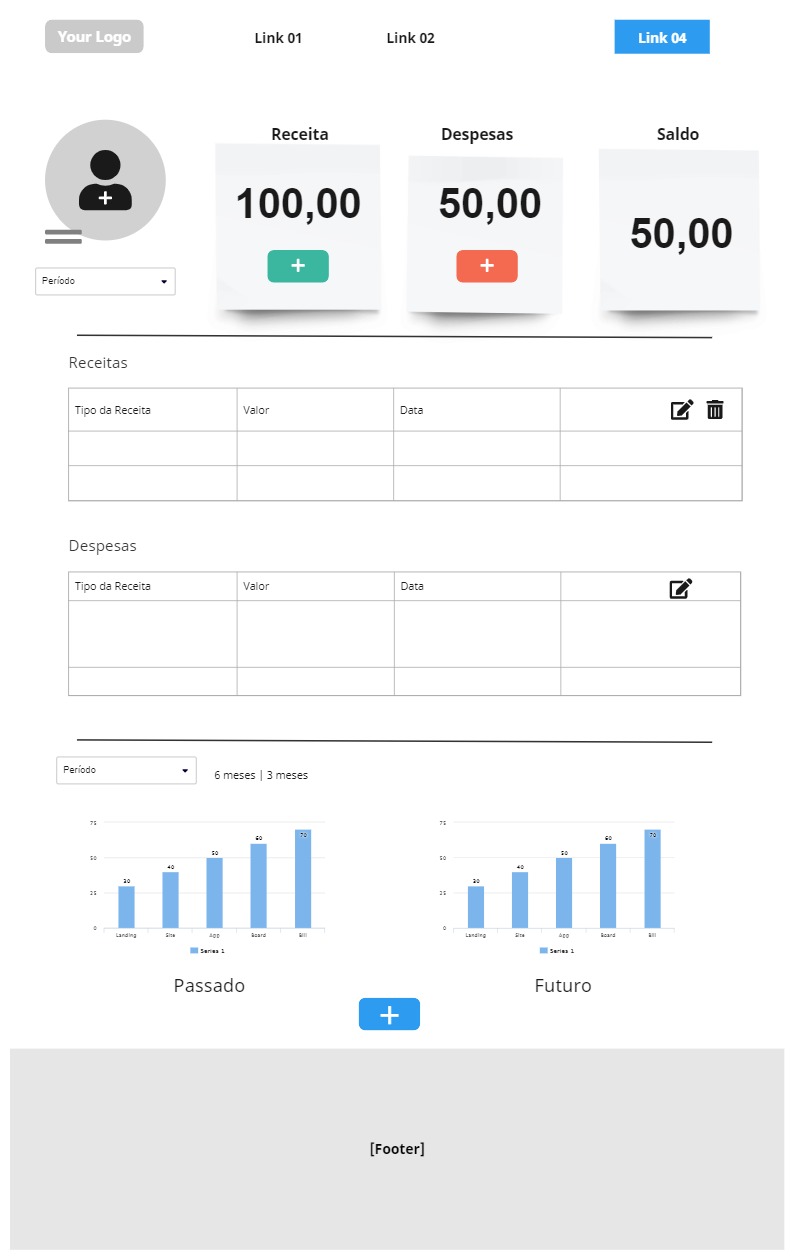 Your Logo
Link 01
Link 02
Link 04
Receita
Despesas
Saldo
100,00
50,00
50,00
Período
Receitas
Tipo da Receita
Valor
Data
Despesas
Tipo da Receita
Valor
Data
Período
6 meses | 3 meses
75
50
25
0
30
40
50
60
70
Landing
Site
App
Board
Bill
Series 1
75
50
25
0
30
40
50
60
70
Landing
Site
App
Board
Bill
Series 1
Passado
Futuro
[Footer]